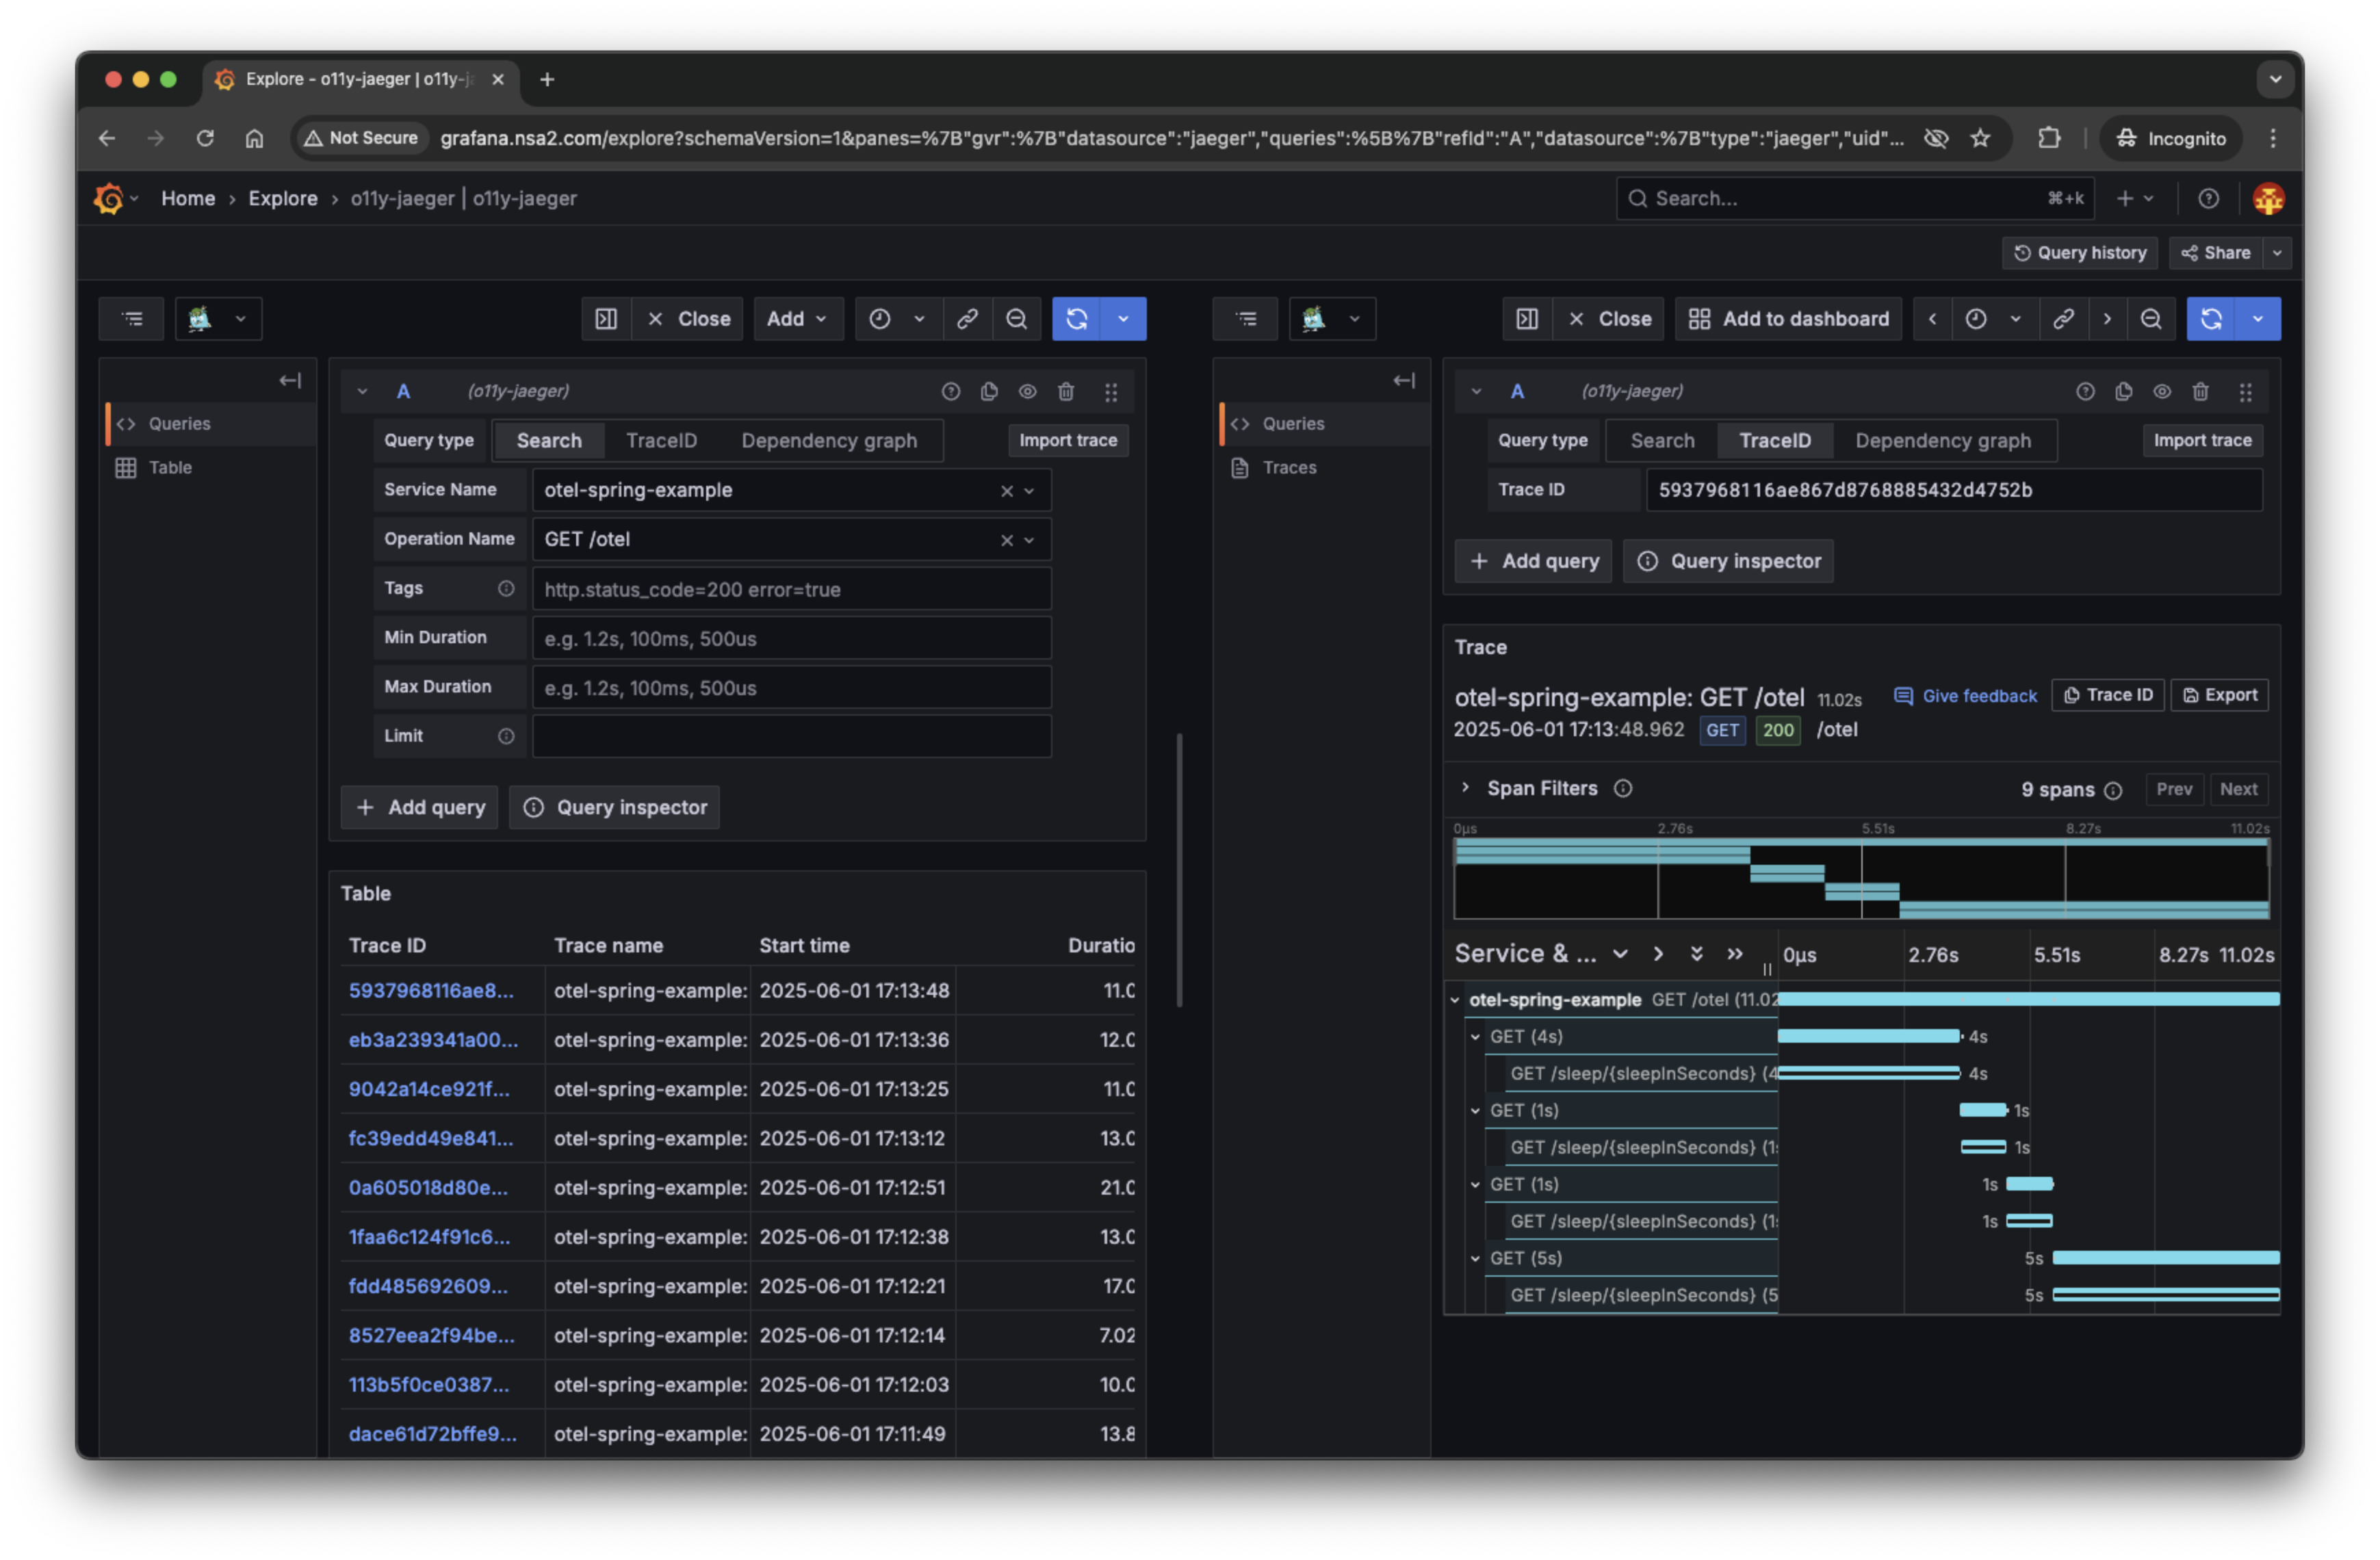 Explore - o11y-jaeger | o11y-ja
Not Secure
grafana.nsa2.com/explore?schemaVersion=1&panes=%7B"gvr":%7B"datasource":"jaeger","queries":%5B%7B"refId":"A","datasource":%7B"type":"jaeger","uid"...
Incognito
Home › Explore › o11y-jaeger | o11y-jaeger
Search...
⌘+k
Query history
Share
Close
Add
Queries
Table
A (o11y-jaeger)
Query type Search TraceID Dependency graph Import trace
Service Name otel-spring-example
Operation Name GET /otel
Tags http.status_code=200 error=true
Min Duration e.g. 1.2s, 100ms, 500us
Max Duration e.g. 1.2s, 100ms, 500us
Limit
+ Add query Query inspector
Table
Trace ID Trace name Start time Duratio
5937968116ae8... otel-spring-example: 2025-06-01 17:13:48 11.0
eb3a239341a00... otel-spring-example: 2025-06-01 17:13:36 12.0
9042a14ce921f... otel-spring-example: 2025-06-01 17:13:25 11.0
fc39edd49e841... otel-spring-example: 2025-06-01 17:13:12 13.0
0a605018d80e... otel-spring-example: 2025-06-01 17:12:51 21.0
1faa6c124f91c6... otel-spring-example: 2025-06-01 17:12:38 13.0
fdd485692609... otel-spring-example: 2025-06-01 17:12:21 17.0
8527eea2f94be... otel-spring-example: 2025-06-01 17:12:14 7.02
113b5f0ce0387... otel-spring-example: 2025-06-01 17:12:03 10.0
dace61d72bffe9... otel-spring-example: 2025-06-01 17:11:49 13.8
Close
Add to dashboard
Queries
Traces
A (o11y-jaeger)
Query type Search TraceID Dependency graph Import trace
Trace ID 5937968116ae867d8768885432d4752b
+ Add query Query inspector
Trace
otel-spring-example: GET /otel 11.02s Give feedback Trace ID Export
2025-06-01 17:13:48.962 GET 200 /otel
Span Filters 9 spans Prev Next
0μs 2.76s 5.51s 8.27s 11.02s
Service & ... 0μs 2.76s 5.51s 8.27s 11.02s
otel-spring-example GET /otel (11.02
GET (4s) 4s
GET /sleep/{sleepInSeconds} (4 4s
GET (1s) 1s
GET /sleep/{sleepInSeconds} (1s 1s
GET (1s) 1s
GET /sleep/{sleepInSeconds} (1s 1s
GET (5s) 5s
GET /sleep/{sleepInSeconds} (5 5s